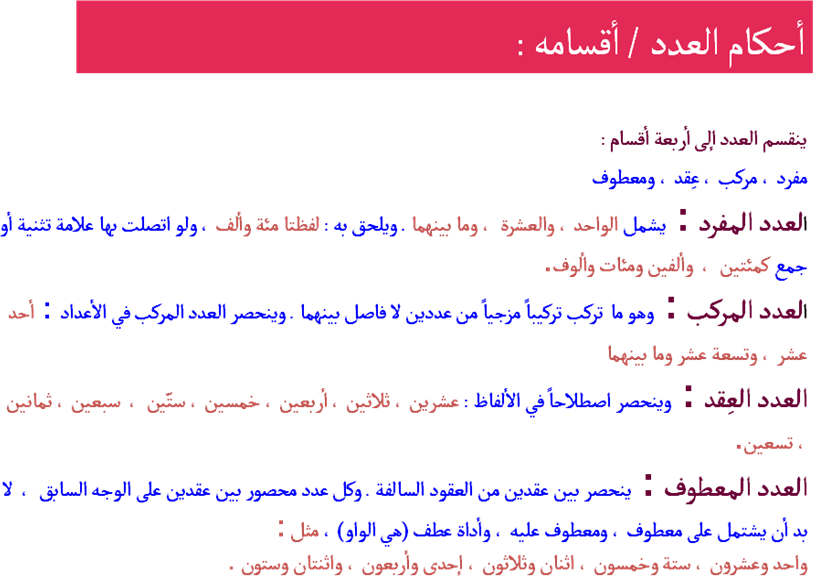 أحكام العدد / أقسامه :
ينقسم العدد إلى أربعة أقسام :
مفرد ، مركب ، عِقد ، ومعطوف
العدد المفرد : يشمل الواحد ، والعشرة ، وما بينهما . ويلحق به : لفظتا مئة وألف ، ولو اتصلت بها علامة تثنية أو
جمع كمئتين ، وألفين ومئات وألوف.
العدد المركب : وهو ما تركب تركيباً مزجياً من عددين لا فاصل بينهما . وينحصر العدد المركب في الأعداد : أحد
عشر ، وتسعة عشر وما بينهما
العدد العِقد : وينحصر اصطلاحاً في الألفاظ : عشرين ، ثلاثين ، أربعين ، خمسين ، ستّين ، سبعين ، ثمانين
، تسعين.
العدد المعطوف : ينحصر بين عقدين من العقود السالفة . وكل عدد محصور بين عقدين على الوجه السابق ، لا
بد أن يشتمل على معطوف ، ومعطوف عليه ، وأداة عطف (هي الواو) ، مثل :
واحد وعشرون ، ستة وخمسون ، اثنان وثلاثون ، إحدى وأربعون ، واثنتان وستون .